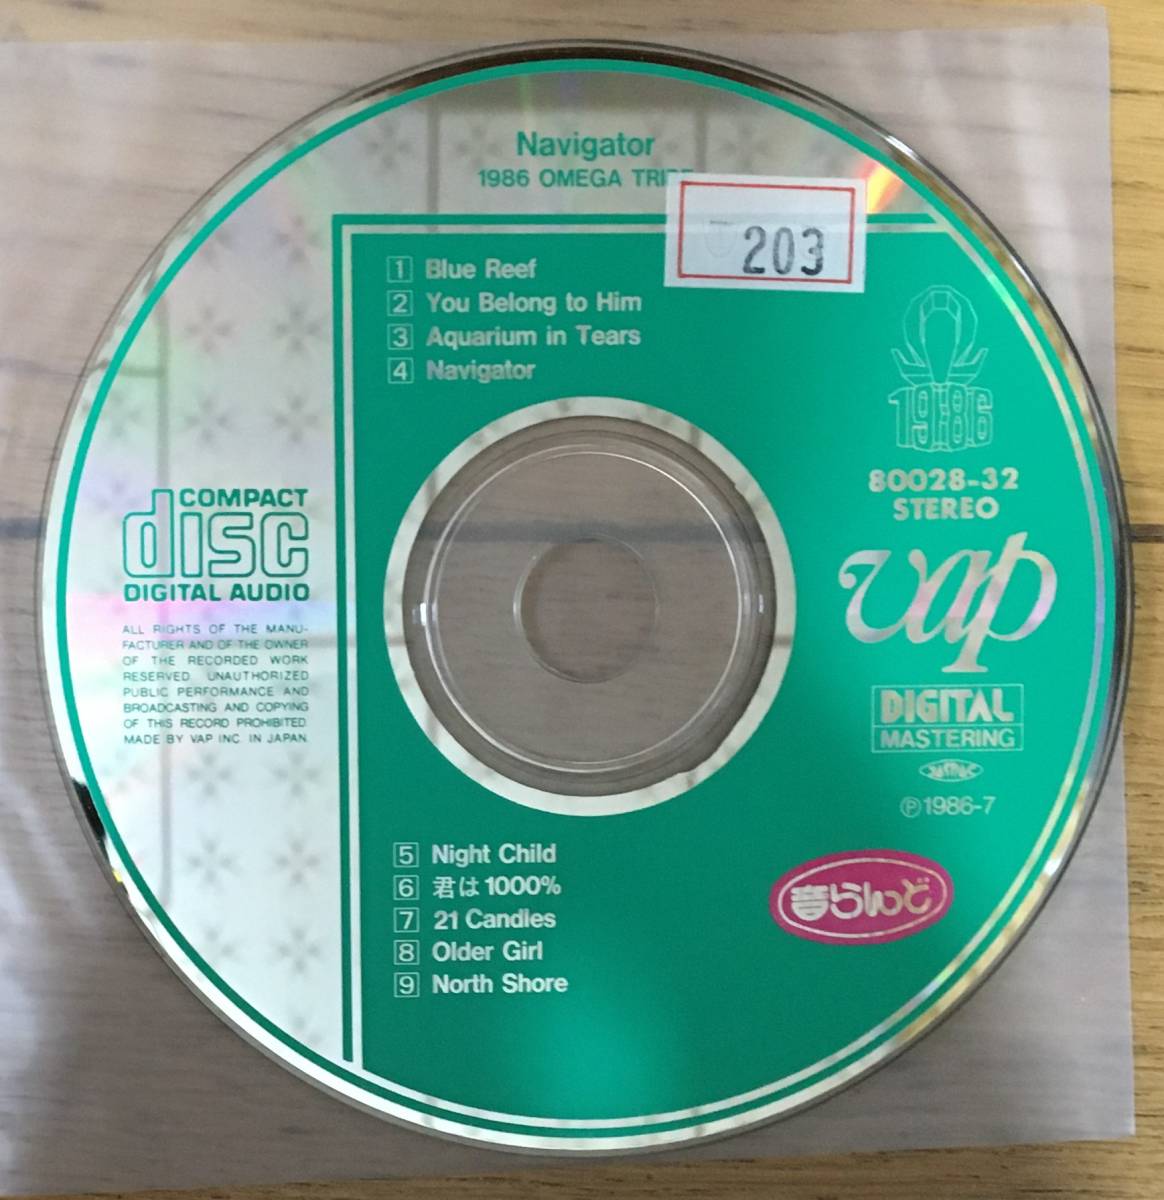 Navigator
1986 OMEGA
203
1 Blue Reef
2 You Belong to Him
3 Aquarium in Tears
4 Navigator
1986
80028-32
STEREO
vap
DIGITAL
MASTERING
JASRAC
Ⓟ1986-7
COMPACT
disc
DIGITAL AUDIO
ALL RIGHTS OF THE MANU-
FACTURER AND OF THE OWNER
OF THE RECORDED WORK
RESERVED. UNAUTHORIZED
PUBLIC PERFORMANCE AND
BROADCASTING AND COPYING
OF THIS RECORD PROHIBITED.
MADE BY VAP INC. IN JAPAN.
5 Night Child
6 君は1000%
7 21 Candles
8 Older Girl
9 North Shore
音らんど